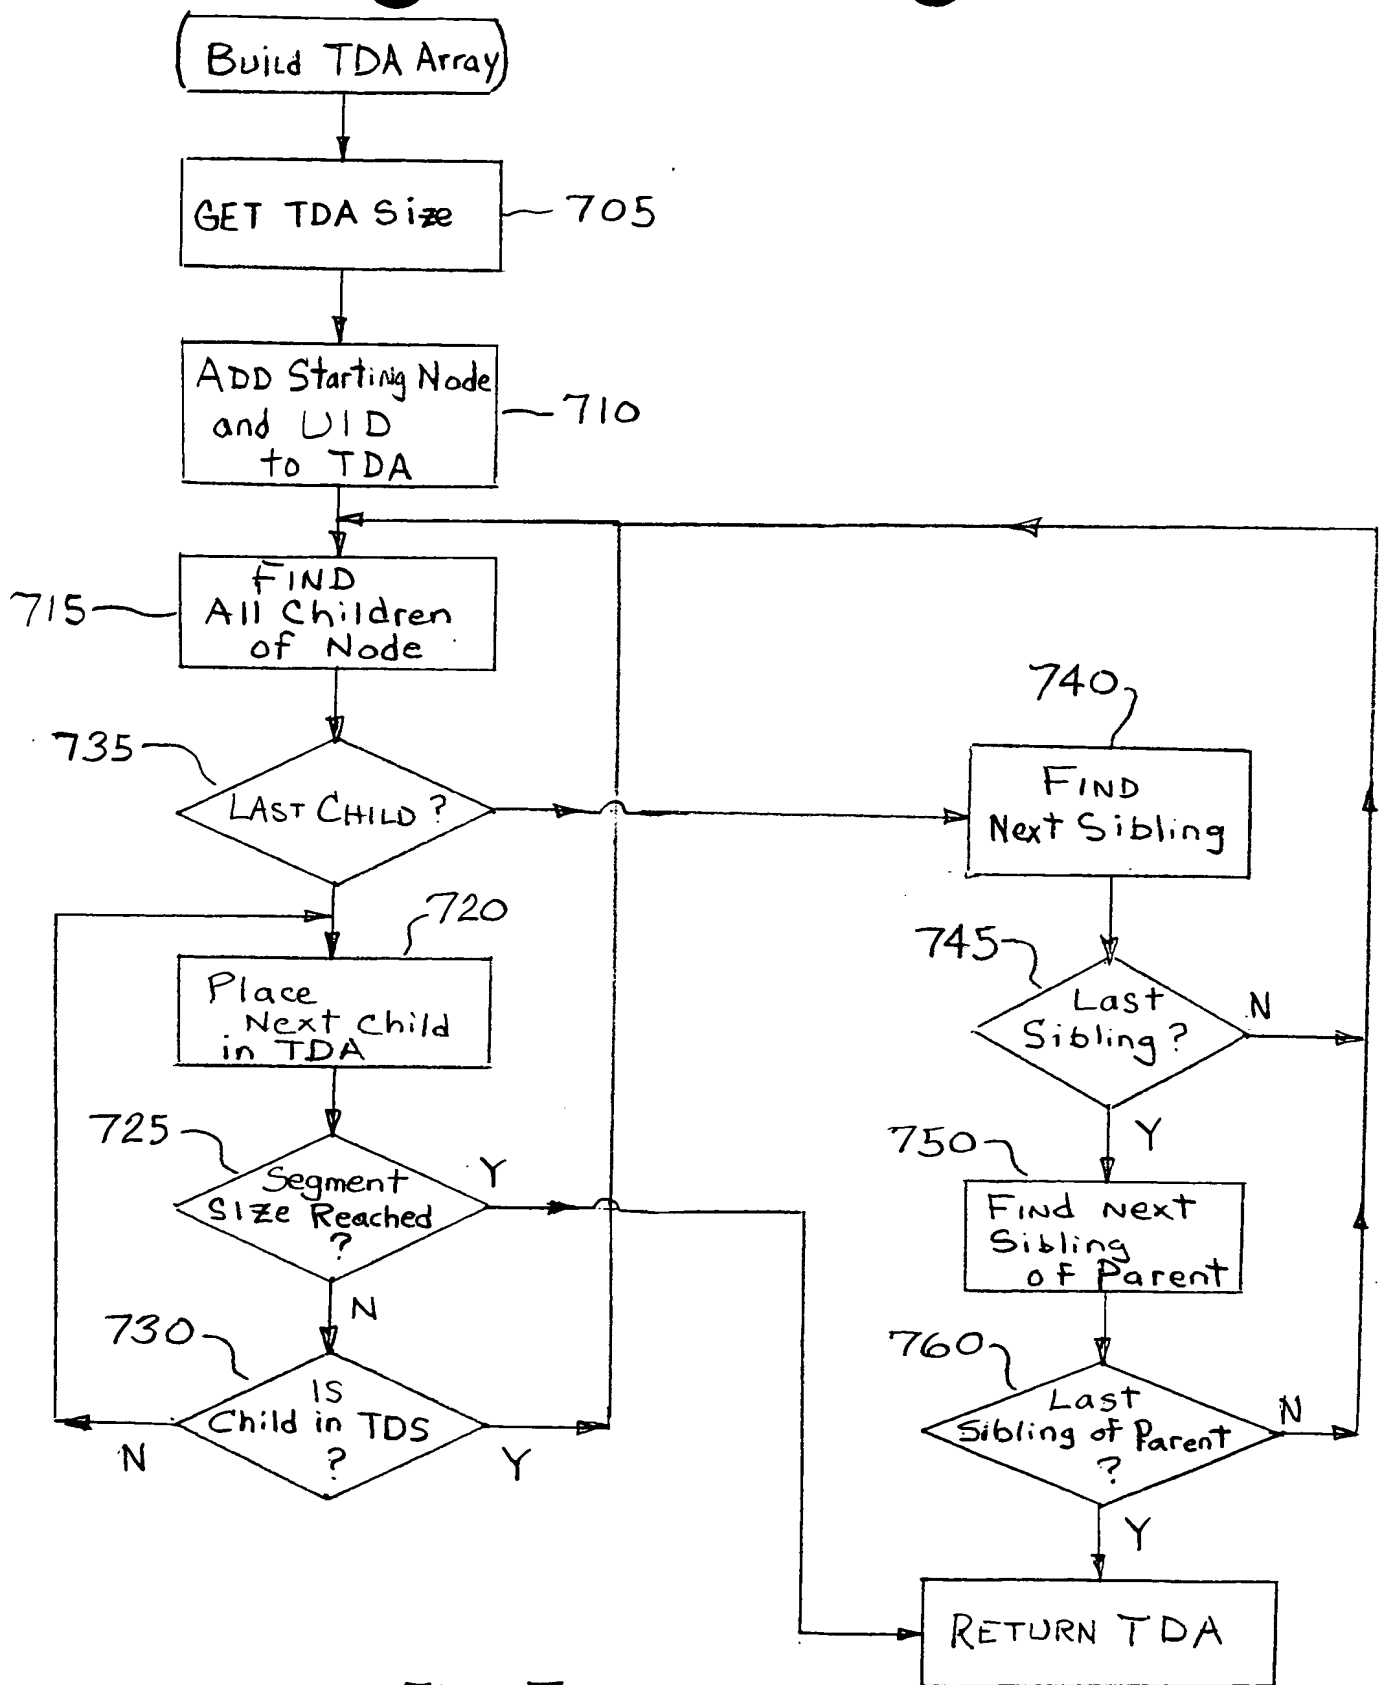 Build TDA Array
GET TDA Size
705
ADD Starting Node
and UID
to TDA
710
FIND
All Children
of Node
715
735
LAST CHILD ?
740
FIND
Next Sibling
720
Place
Next Child
in TDA
745
Last
Sibling ?
N
Y
725
Segment
Size Reached
?
Y
N
750
Find Next
Sibling
of Parent
730
Is
Child in TDS
?
N
Y
760
Last
Sibling of Parent
?
N
Y
RETURN TDA